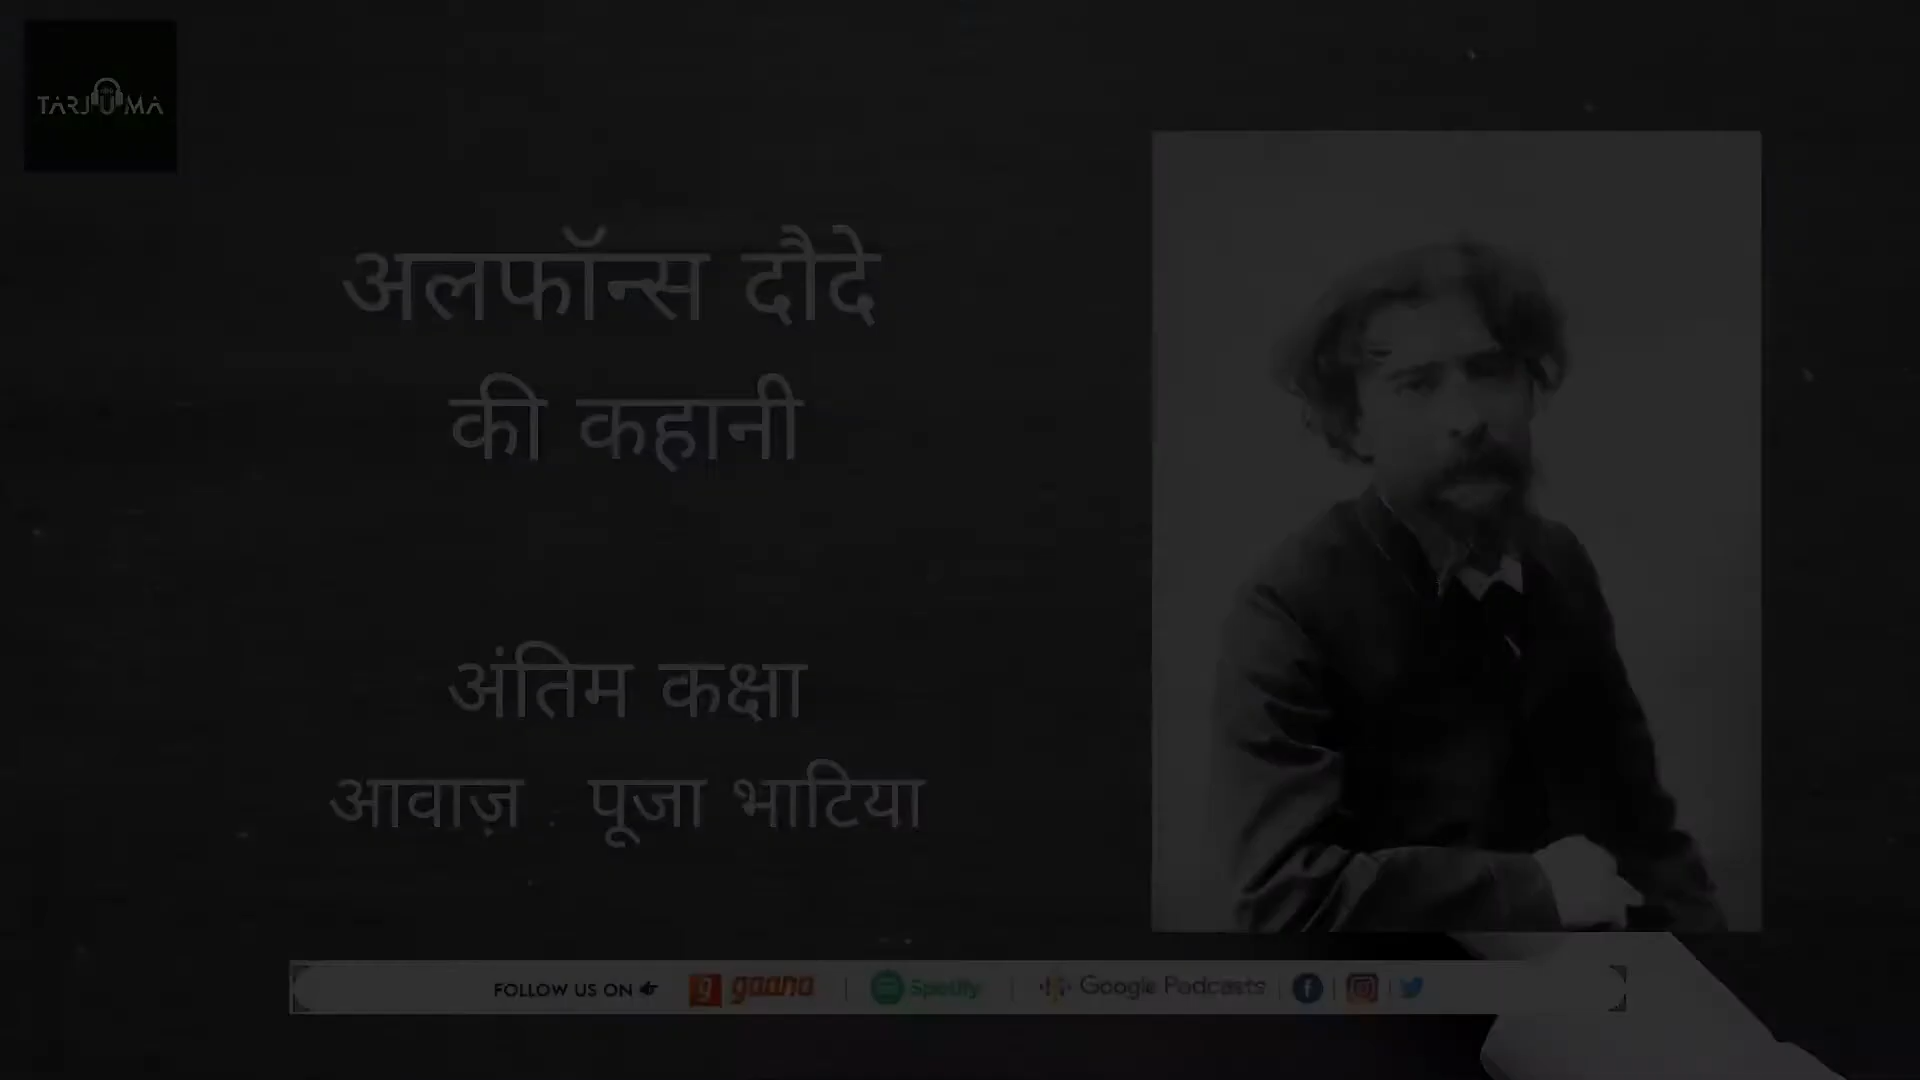 TARJUMA
अलफॉन्स दौदे
की कहानी
अंतिम कक्षा
आवाज़ पूजा भाटिया
FOLLOW US ON gaana | Spotify | Google Podcasts